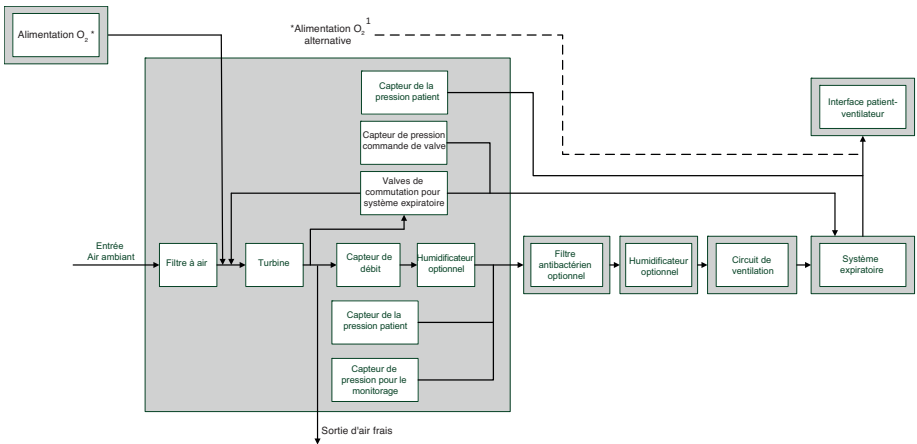 Alimentation O₂ *
*Alimentation O₂ ¹
alternative
Capteur de la
pression patient
Interface patient-
ventilateur
Capteur de pression
commande de valve
Valves de
commutation pour
système expiratoire
Entrée
Air ambiant
Filtre à air
Turbine
Capteur de
débit
Humidificateur
optionnel
Filtre
antibactérien
optionnel
Humidificateur
optionnel
Circuit de
ventilation
Système
expiratoire
Capteur de la
pression patient
Capteur de
pression pour le
monitorage
Sortie d'air frais